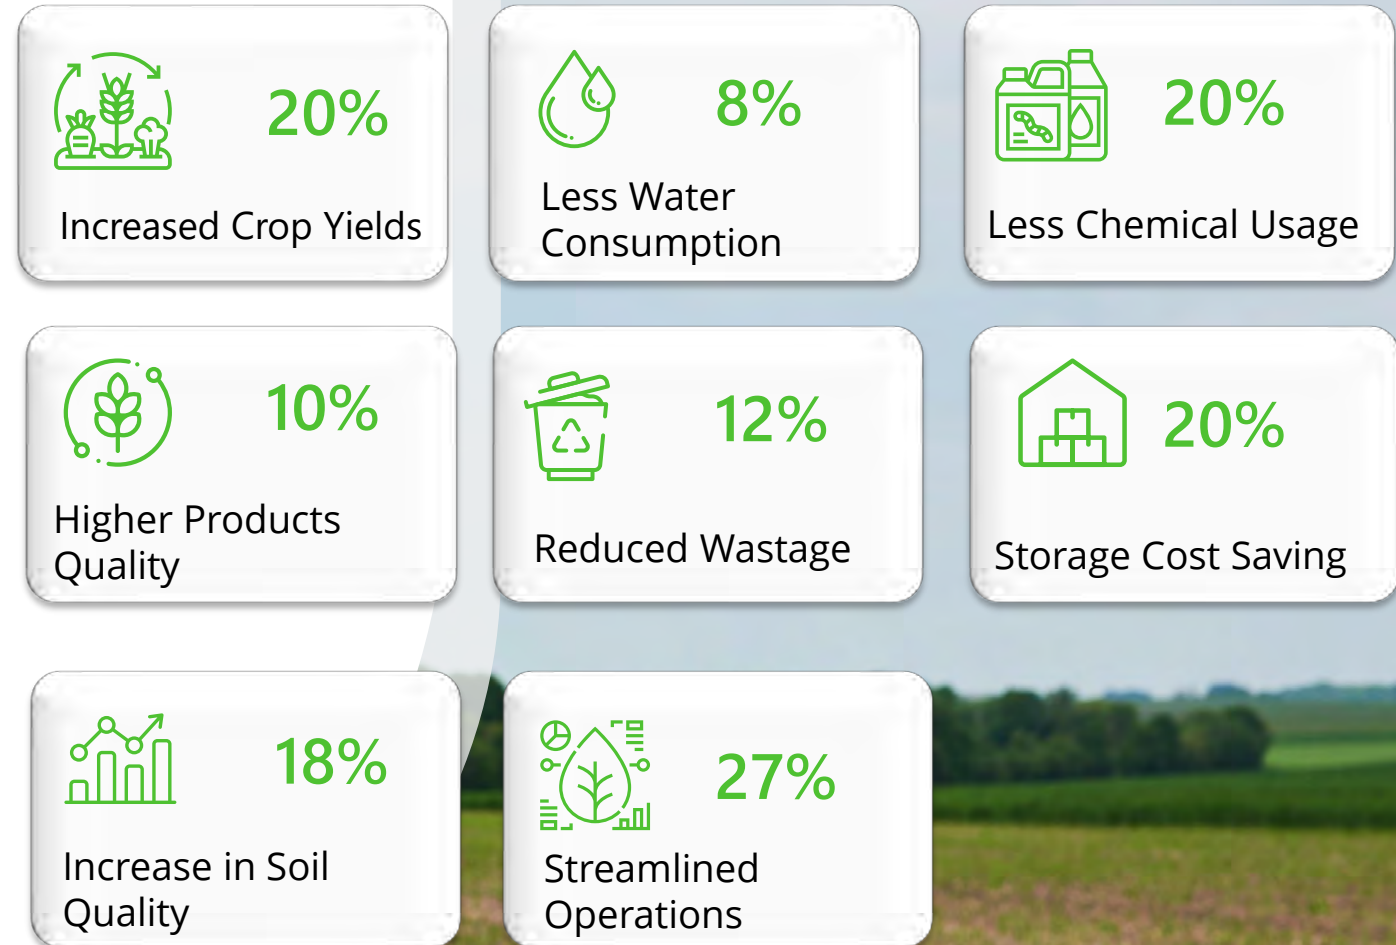 20%
Increased Crop Yields
8%
Less Water
Consumption
20%
Less Chemical Usage
10%
Higher Products
Quality
12%
Reduced Wastage
20%
Storage Cost Saving
18%
Increase in Soil
Quality
27%
Streamlined
Operations